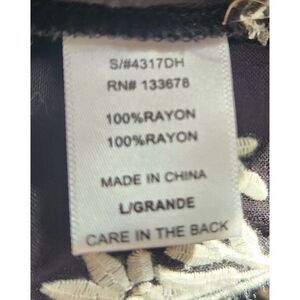 S/#4317DH
RN# 133678
100%RAYON
100%RAYON
MADE IN CHINA
L/GRANDE
CARE IN THE BACK